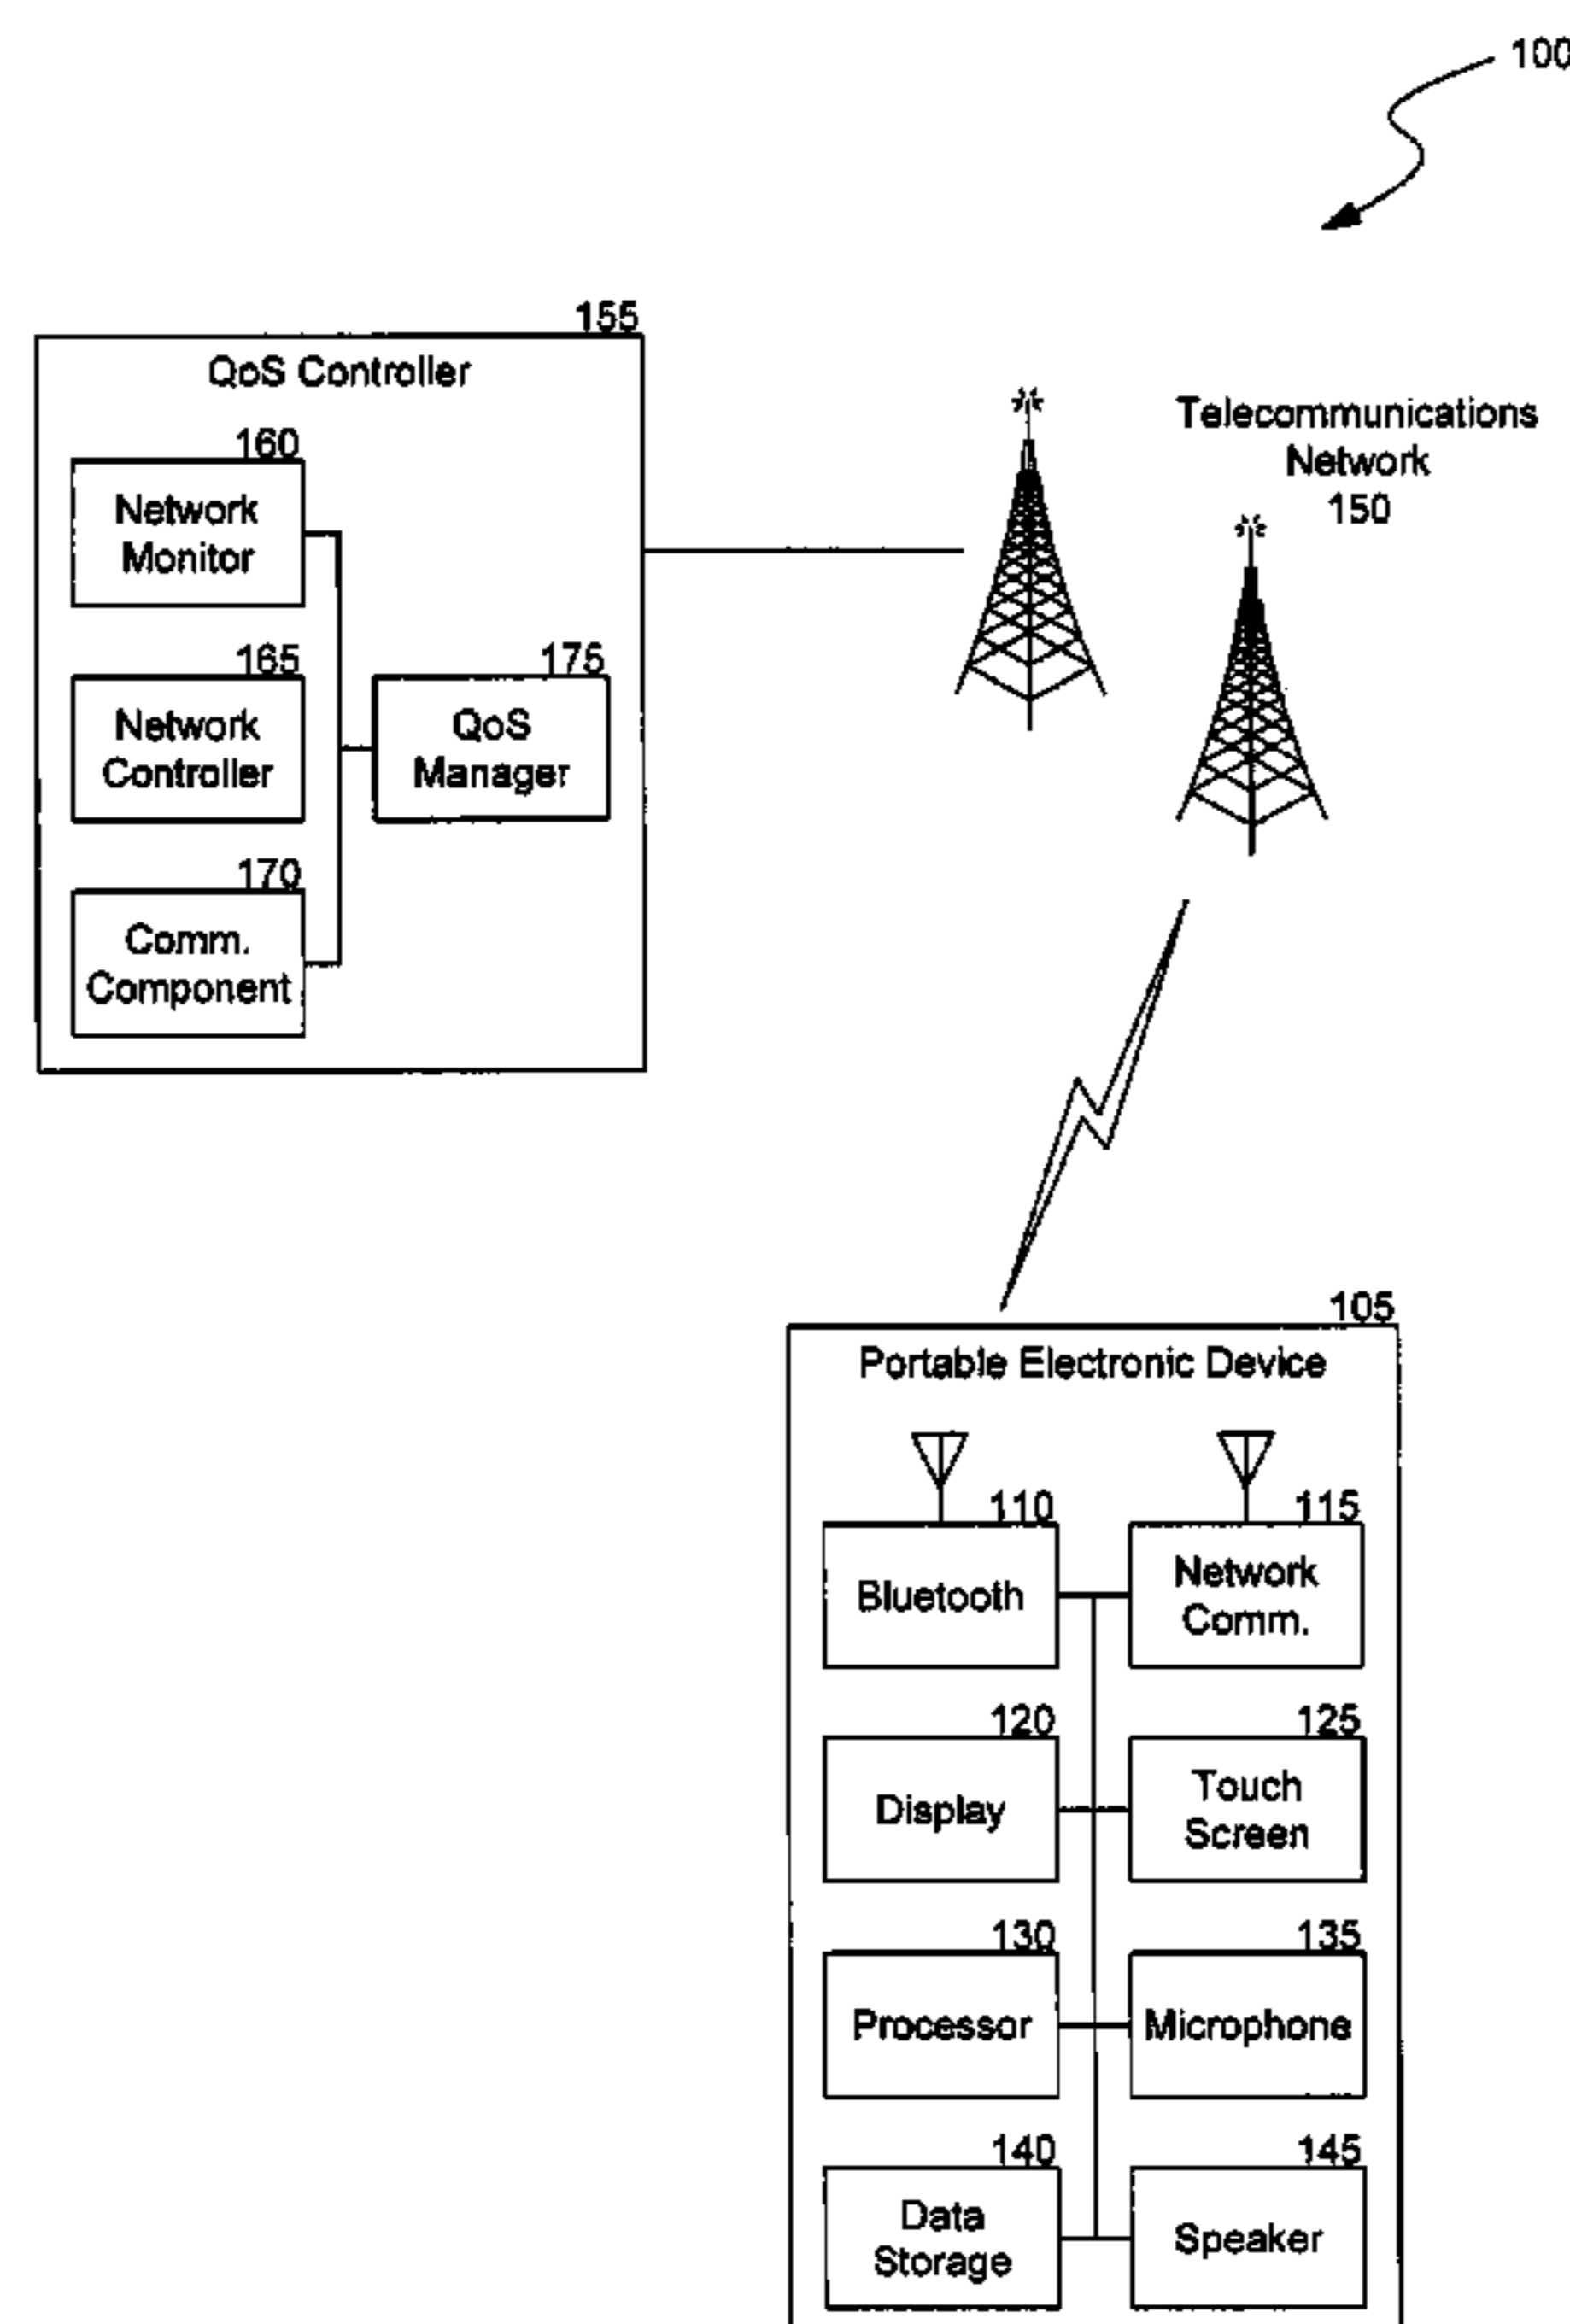 100
155
QoS Controller
160
Network
Monitor
165
Network
Controller
175
QoS
Manager
170
Comm.
Component
Telecommunications
Network
150
105
Portable Electronic Device
110
Bluetooth
115
Network
Comm.
120
Display
125
Touch
Screen
130
Processor
135
Microphone
140
Data
Storage
145
Speaker